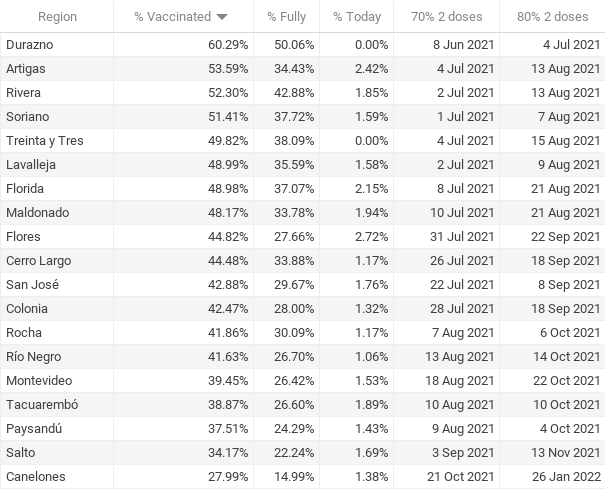 Region % Vaccinated % Fully % Today 70% 2 doses 80% 2 doses
Durazno 60.29% 50.06% 0.00% 8 Jun 2021 4 Jul 2021
Artigas 53.59% 34.43% 2.42% 4 Jul 2021 13 Aug 2021
Rivera 52.30% 42.88% 1.85% 2 Jul 2021 13 Aug 2021
Soriano 51.41% 37.72% 1.59% 1 Jul 2021 7 Aug 2021
Treinta y Tres 49.82% 38.09% 0.00% 4 Jul 2021 15 Aug 2021
Lavalleja 48.99% 35.59% 1.58% 2 Jul 2021 9 Aug 2021
Florida 48.98% 37.07% 2.15% 8 Jul 2021 21 Aug 2021
Maldonado 48.17% 33.78% 1.94% 10 Jul 2021 21 Aug 2021
Flores 44.82% 27.66% 2.72% 31 Jul 2021 22 Sep 2021
Cerro Largo 44.48% 33.88% 1.17% 26 Jul 2021 18 Sep 2021
San José 42.88% 29.67% 1.76% 22 Jul 2021 8 Sep 2021
Colonia 42.47% 28.00% 1.32% 28 Jul 2021 18 Sep 2021
Rocha 41.86% 30.09% 1.17% 7 Aug 2021 6 Oct 2021
Río Negro 41.63% 26.70% 1.06% 13 Aug 2021 14 Oct 2021
Montevideo 39.45% 26.42% 1.53% 18 Aug 2021 22 Oct 2021
Tacuarembó 38.87% 26.60% 1.89% 10 Aug 2021 10 Oct 2021
Paysandú 37.51% 24.29% 1.43% 9 Aug 2021 4 Oct 2021
Salto 34.17% 22.24% 1.69% 3 Sep 2021 13 Nov 2021
Canelones 27.99% 14.99% 1.38% 21 Oct 2021 26 Jan 2022